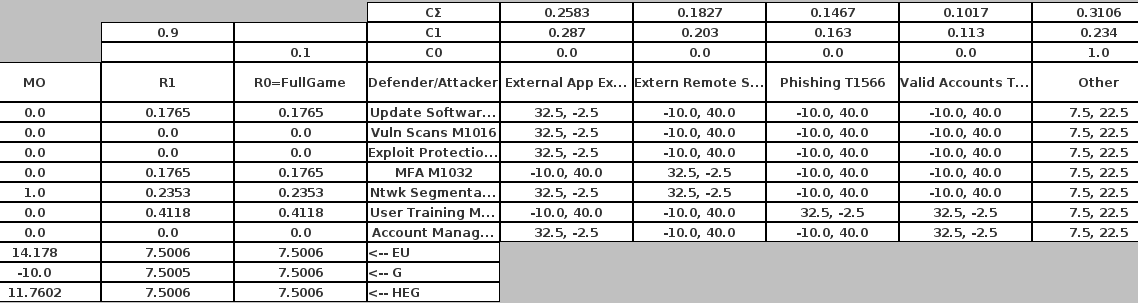 CΣ 0.2583 0.1827 0.1467 0.1017 0.3106
0.9 C1 0.287 0.203 0.163 0.113 0.234
0.1 C0 0.0 0.0 0.0 0.0 1.0
MO R1 R0=FullGame Defender/Attacker External App Ex... Extern Remote S... Phishing T1566 Valid Accounts T... Other
0.0 0.1765 0.1765 Update Softwar... 32.5, -2.5 -10.0, 40.0 -10.0, 40.0 -10.0, 40.0 7.5, 22.5
0.0 0.0 0.0 Vuln Scans M1016 32.5, -2.5 -10.0, 40.0 -10.0, 40.0 -10.0, 40.0 7.5, 22.5
0.0 0.0 0.0 Exploit Protectio... 32.5, -2.5 -10.0, 40.0 -10.0, 40.0 -10.0, 40.0 7.5, 22.5
0.0 0.1765 0.1765 MFA M1032 -10.0, 40.0 32.5, -2.5 -10.0, 40.0 -10.0, 40.0 7.5, 22.5
1.0 0.2353 0.2353 Ntwk Segmenta... 32.5, -2.5 32.5, -2.5 -10.0, 40.0 -10.0, 40.0 7.5, 22.5
0.0 0.4118 0.4118 User Training M... -10.0, 40.0 -10.0, 40.0 32.5, -2.5 32.5, -2.5 7.5, 22.5
0.0 0.0 0.0 Account Manag... 32.5, -2.5 -10.0, 40.0 -10.0, 40.0 32.5, -2.5 7.5, 22.5
14.178 7.5006 7.5006 <-- EU
-10.0 7.5005 7.5006 <-- G
11.7602 7.5006 7.5006 <-- HEG